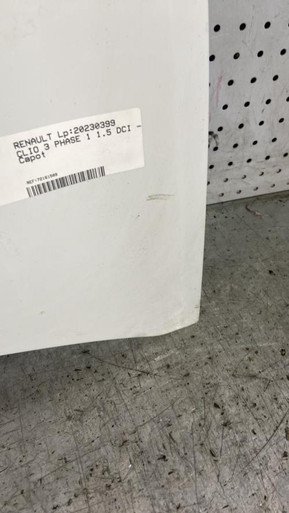 RENAULT Lp:20230399
CLIO 3 PHASE 1 1.5 DCI -
Capot